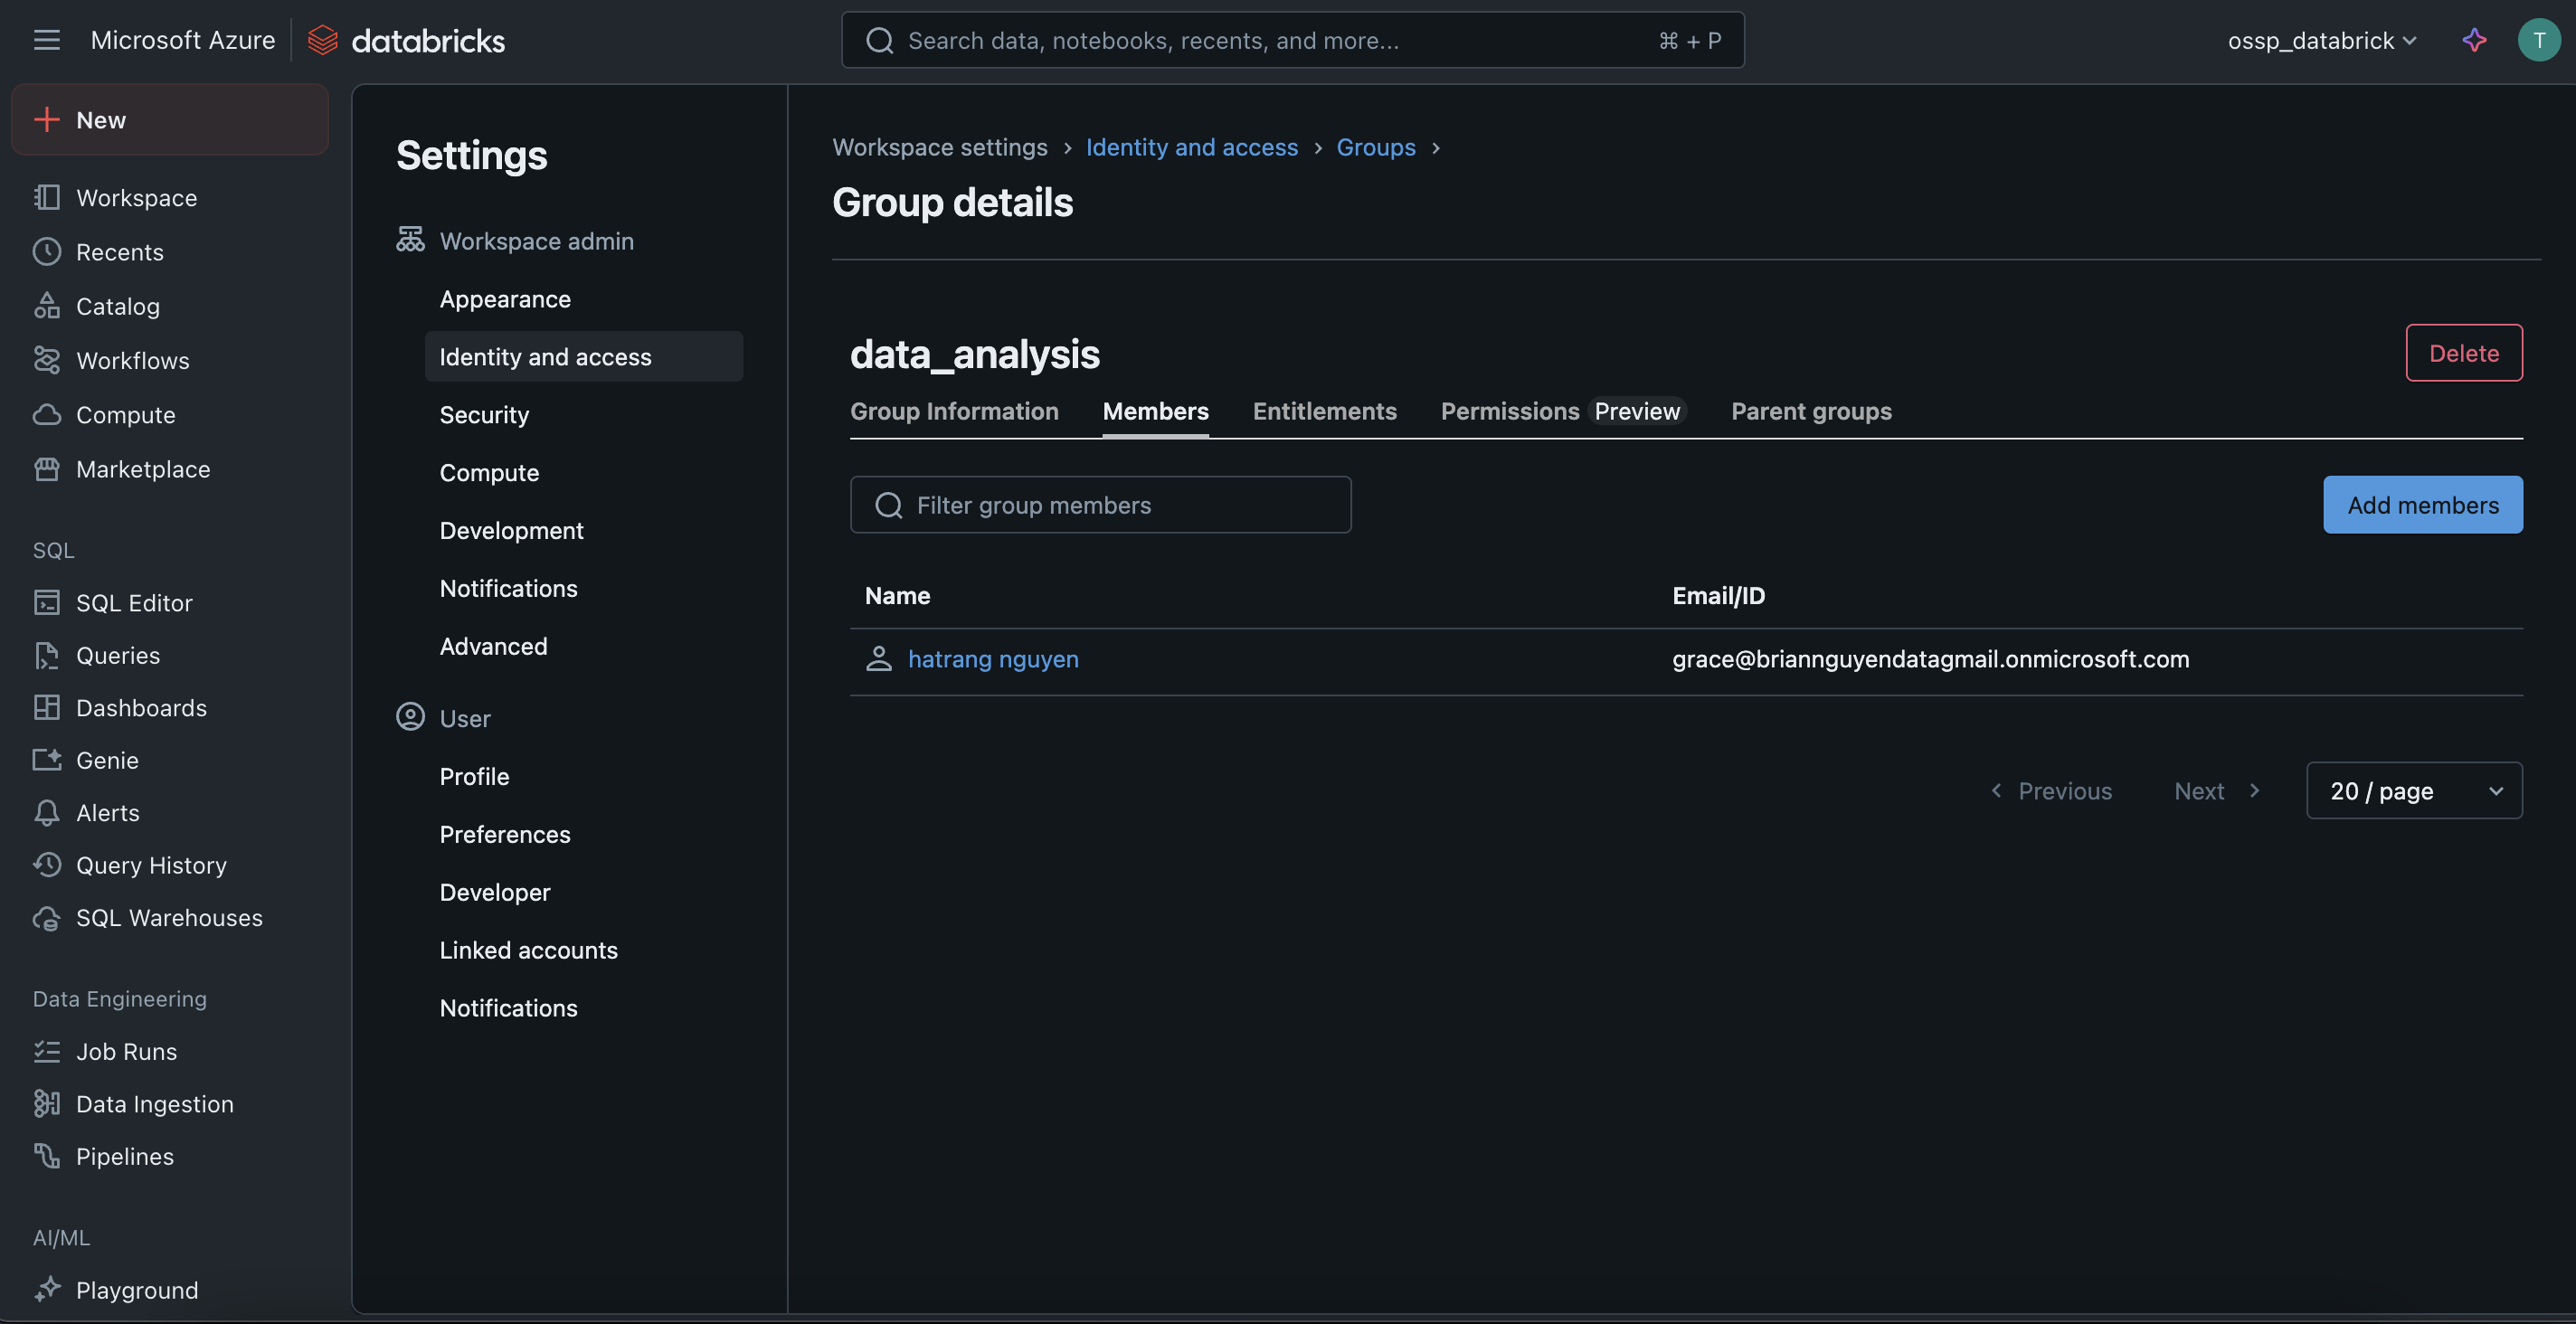 Microsoft Azure
databricks
Search data, notebooks, recents, and more...
⌘ + P
ossp_databrick
T
New
Workspace
Recents
Catalog
Workflows
Compute
Marketplace
SQL
SQL Editor
Queries
Dashboards
Genie
Alerts
Query History
SQL Warehouses
Data Engineering
Job Runs
Data Ingestion
Pipelines
AI/ML
Playground
Settings
Workspace admin
Appearance
Identity and access
Security
Compute
Development
Notifications
Advanced
User
Profile
Preferences
Developer
Linked accounts
Notifications
Workspace settings > Identity and access > Groups >
Group details
data_analysis
Delete
Group Information Members Entitlements Permissions Preview Parent groups
Filter group members
Add members
Name Email/ID
hatrang nguyen grace@briannguyendatagmail.onmicrosoft.com
Previous Next 20 / page